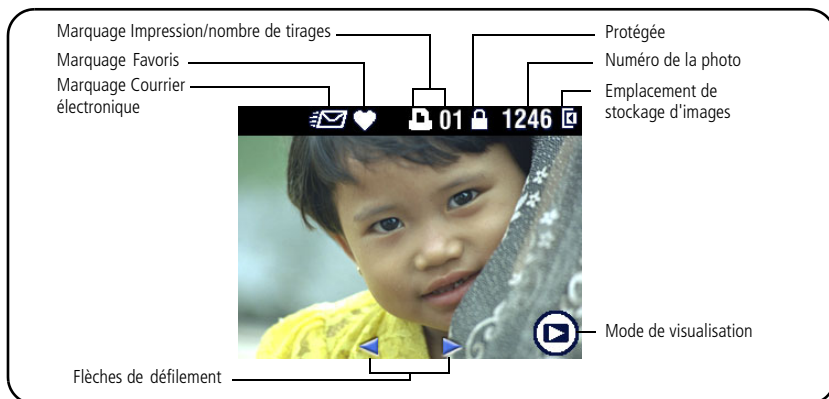 Marquage Impression/nombre de tirages
Marquage Favoris
Marquage Courrier
électronique
Protégée
Numéro de la photo
Emplacement de
stockage d'images
01 1246
Mode de visualisation
Flèches de défilement